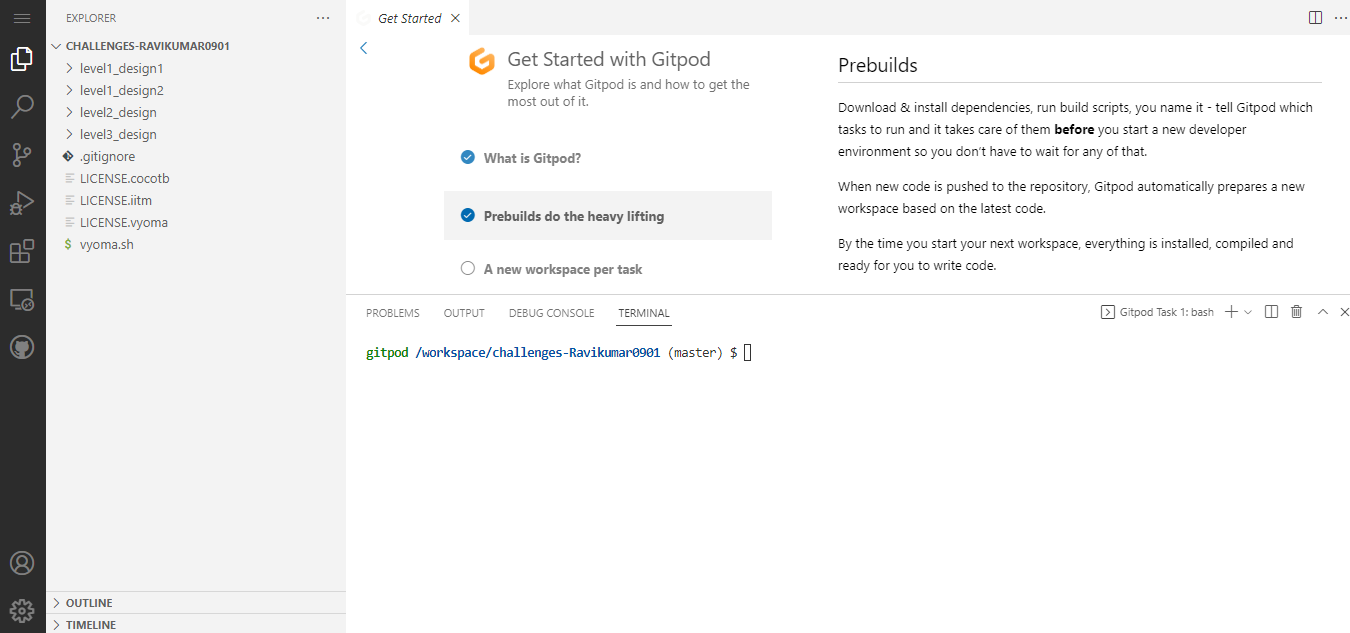 EXPLORER
CHALLENGES-RAVIKUMAR0901
level1_design1
level1_design2
level2_design
level3_design
.gitignore
LICENSE.cocotb
LICENSE.iitm
LICENSE.vyoma
$ vyoma.sh
OUTLINE
TIMELINE
Get Started
Get Started with Gitpod
Explore what Gitpod is and how to get the
most out of it.
What is Gitpod?
Prebuilds do the heavy lifting
A new workspace per task
Prebuilds
Download & install dependencies, run build scripts, you name it - tell Gitpod which
tasks to run and it takes care of them before you start a new developer
environment so you don’t have to wait for any of that.
When new code is pushed to the repository, Gitpod automatically prepares a new
workspace based on the latest code.
By the time you start your next workspace, everything is installed, compiled and
ready for you to write code.
PROBLEMS OUTPUT DEBUG CONSOLE TERMINAL
Gitpod Task 1: bash
gitpod /workspace/challenges-Ravikumar0901 (master) $